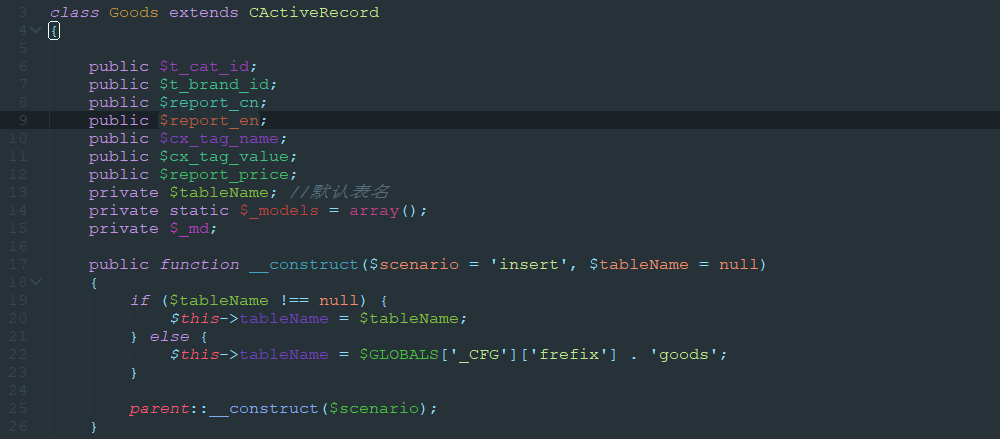 3 class Goods extends CActiveRecord
4 {
5
6 public $t_cat_id;
7 public $t_brand_id;
8 public $report_cn;
9 public $report_en;
10 public $cx_tag_name;
11 public $cx_tag_value;
12 public $report_price;
13 private $tableName; //默认表名
14 private static $_models = array();
15 private $_md;
16
17 public function __construct($scenario = 'insert', $tableName = null)
18 {
19 if ($tableName !== null) {
20 $this->tableName = $tableName;
21 } else {
22 $this->tableName = $GLOBALS['_CFG']['frefix'] . 'goods';
23 }
24
25 parent::__construct($scenario);
26 }